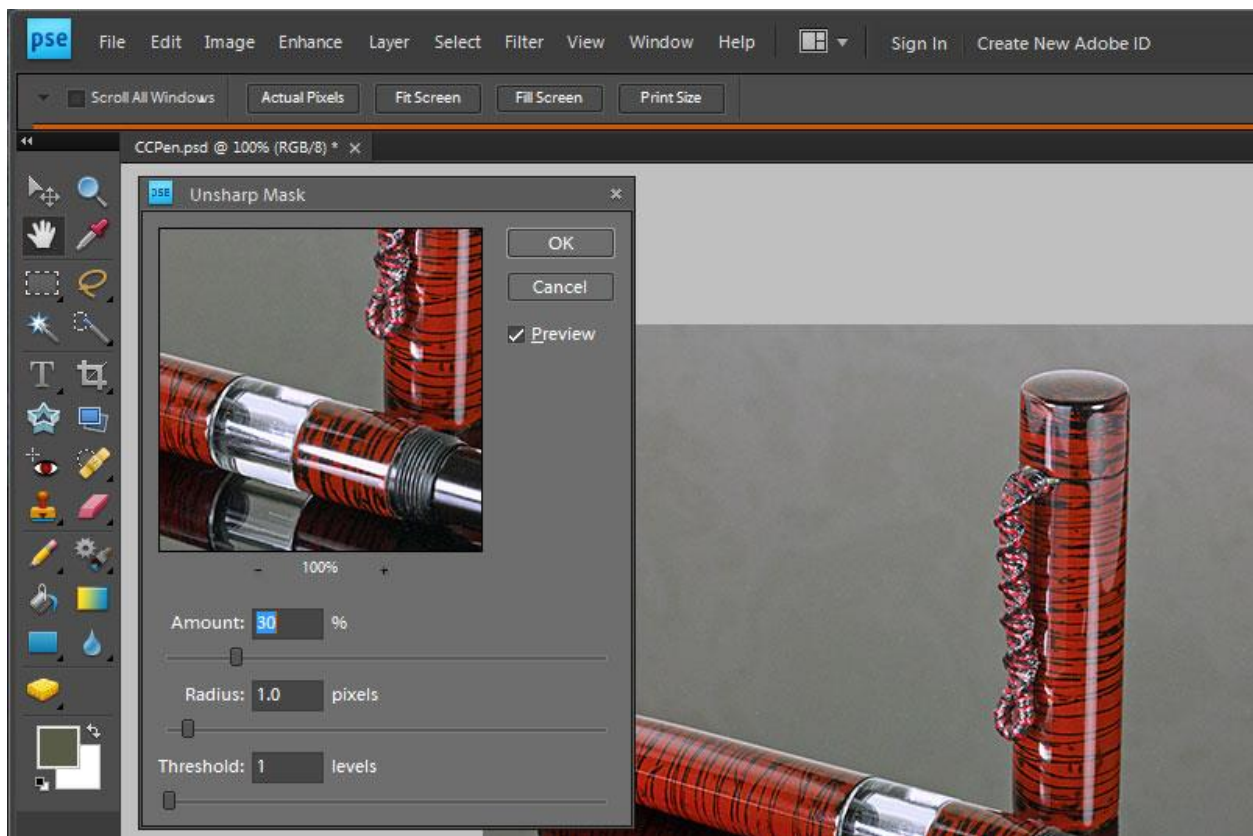 pse File Edit Image Enhance Layer Select Filter View Window Help Sign In Create New Adobe ID
Scroll All Windows Actual Pixels Fit Screen Fill Screen Print Size
CCPen.psd @ 100% (RGB/8) * ×
pse Unsharp Mask
OK
Cancel
Preview
- 100% +
Amount: 30 %
Radius: 1.0 pixels
Threshold: 1 levels
T